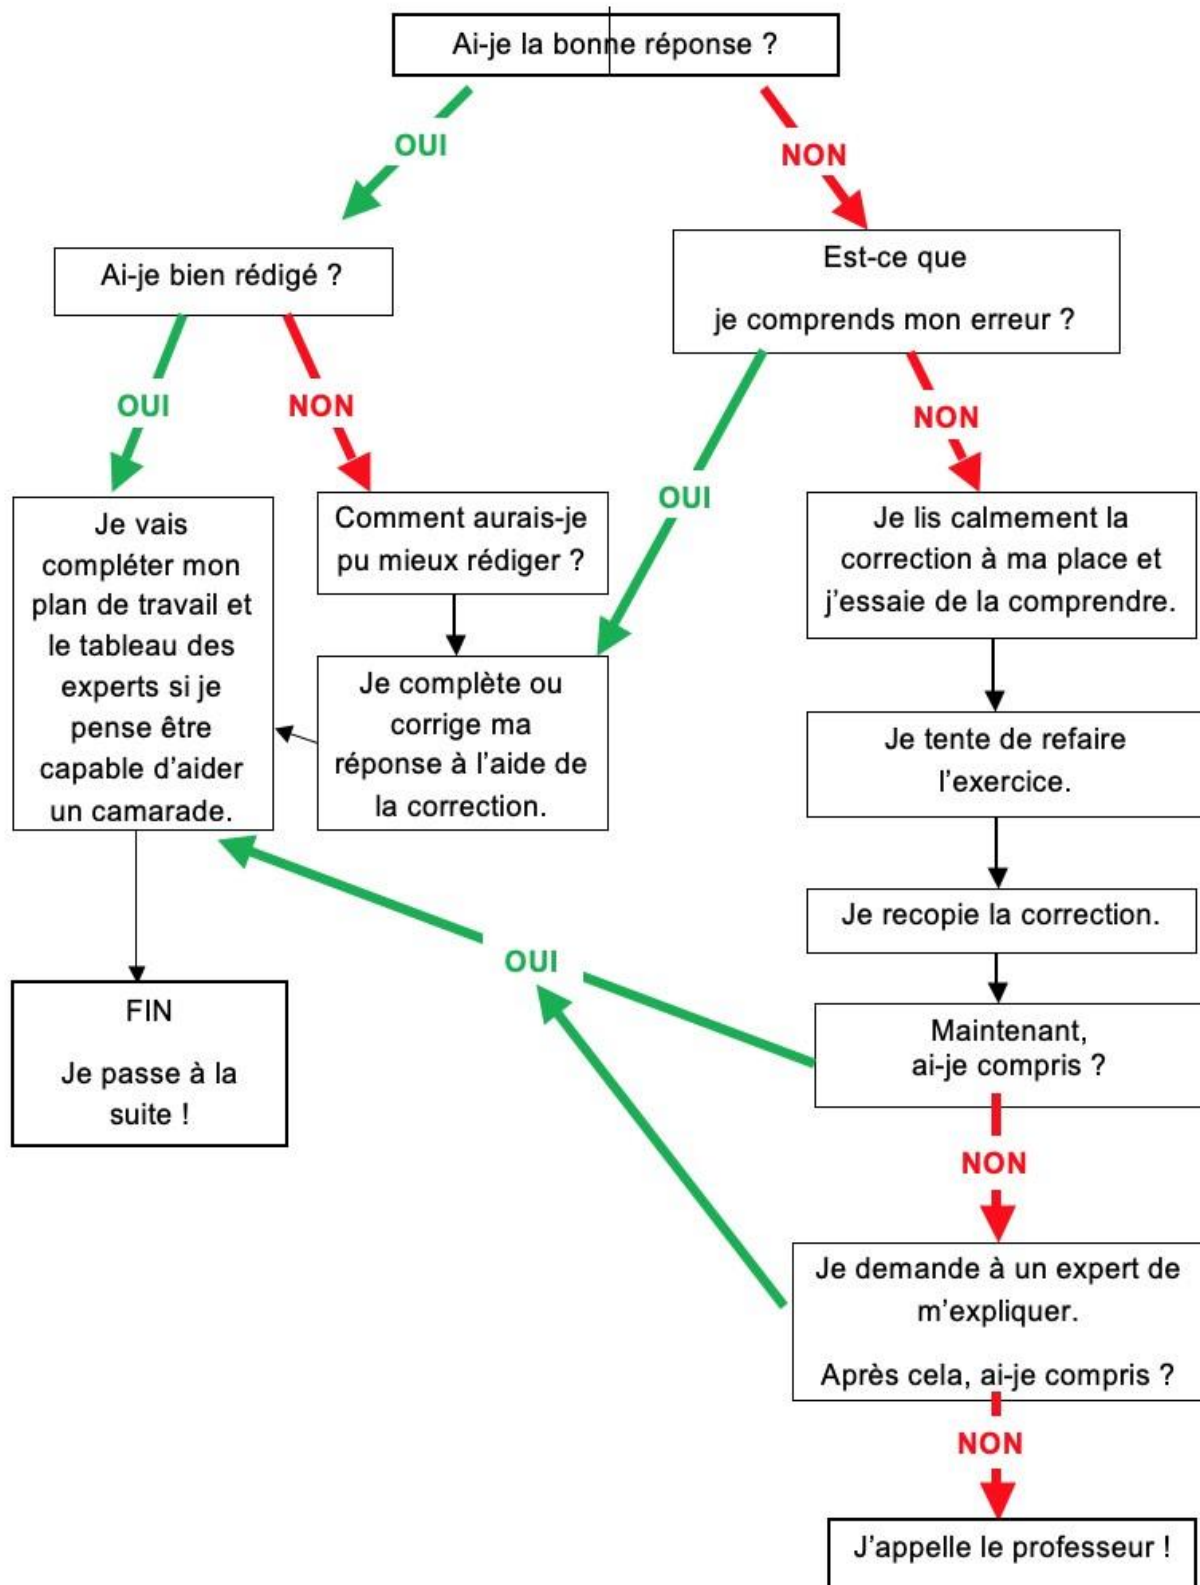 Ai-je la bonne réponse ?
OUI
NON
Ai-je bien rédigé ?
Est-ce que
je comprends mon erreur ?
OUI
NON
OUI
NON
Je vais
compléter mon
plan de travail et
le tableau des
experts si je
pense être
capable d'aider
un camarade.
Comment aurais-je
pu mieux rédiger ?
Je lis calmement la
correction à ma place et
j'essaie de la comprendre.
Je complète ou
corrige ma
réponse à l'aide de
la correction.
Je tente de refaire
l'exercice.
Je recopie la correction.
OUI
FIN
Je passe à la
suite !
Maintenant,
ai-je compris ?
NON
Je demande à un expert de
m'expliquer.
Après cela, ai-je compris ?
NON
J'appelle le professeur !